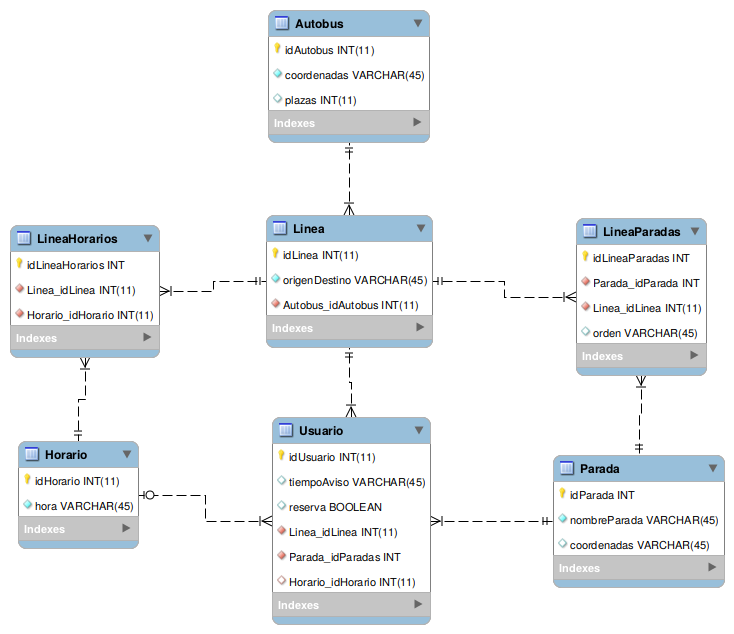 Autobus
idAutobus INT(11)
coordenadas VARCHAR(45)
plazas INT(11)
Indexes
LineaHorarios
idLineaHorarios INT
Linea_idLinea INT(11)
Horario_idHorario INT(11)
Indexes
Linea
idLinea INT(11)
origenDestino VARCHAR(45)
Autobus_idAutobus INT(11)
Indexes
LineaParadas
idLineaParadas INT
Parada_idParada INT
Linea_idLinea INT(11)
orden VARCHAR(45)
Indexes
Horario
idHorario INT(11)
hora VARCHAR(45)
Indexes
Usuario
idUsuario INT(11)
tiempoAviso VARCHAR(45)
reserva BOOLEAN
Linea_idLinea INT(11)
Parada_idParadas INT
Horario_idHorario INT(11)
Indexes
Parada
idParada INT
nombreParada VARCHAR(45)
coordenadas VARCHAR(45)
Indexes